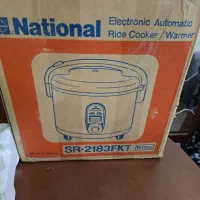 National
Electronic Automatic
Rice Cooker/Warmer
SR-2183FKT